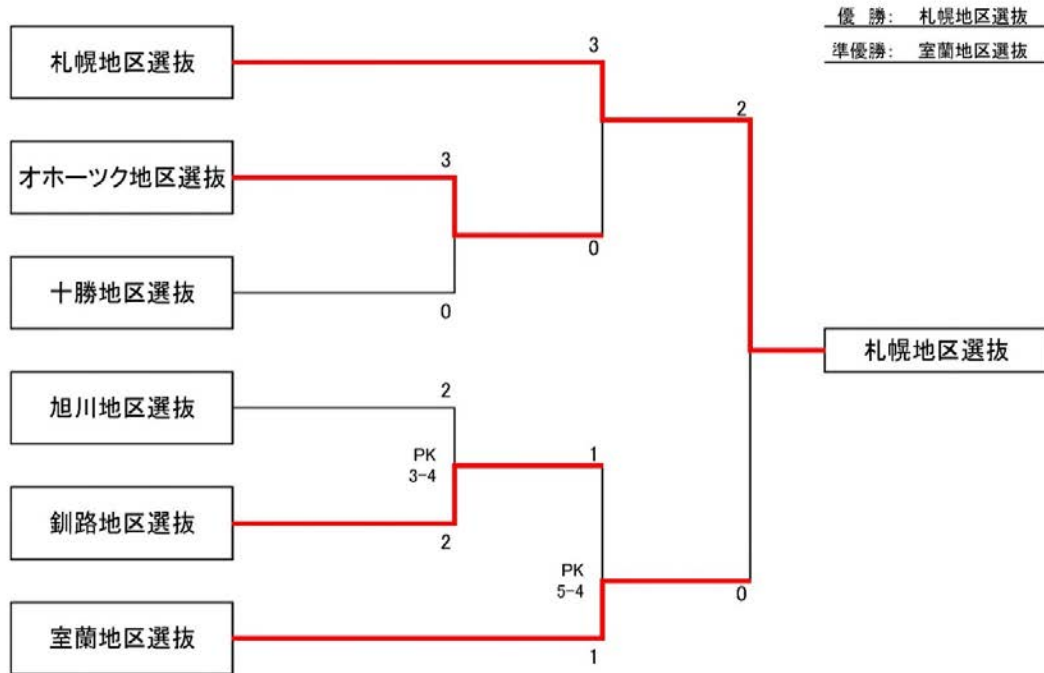 優 勝: 札幌地区選抜
準優勝: 室蘭地区選抜
札幌地区選抜
3
2
オホーツク地区選抜
3
0
十勝地区選抜
0
札幌地区選抜
旭川地区選抜
2
PK
3-4
1
釧路地区選抜
2
PK
5-4
0
室蘭地区選抜
1